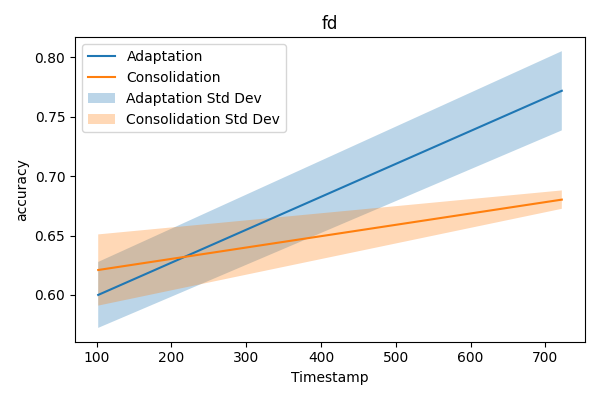 fd
Adaptation
Consolidation
Adaptation Std Dev
Consolidation Std Dev
accuracy
0.80
0.75
0.70
0.65
0.60
100 200 300 400 500 600 700
Timestamp